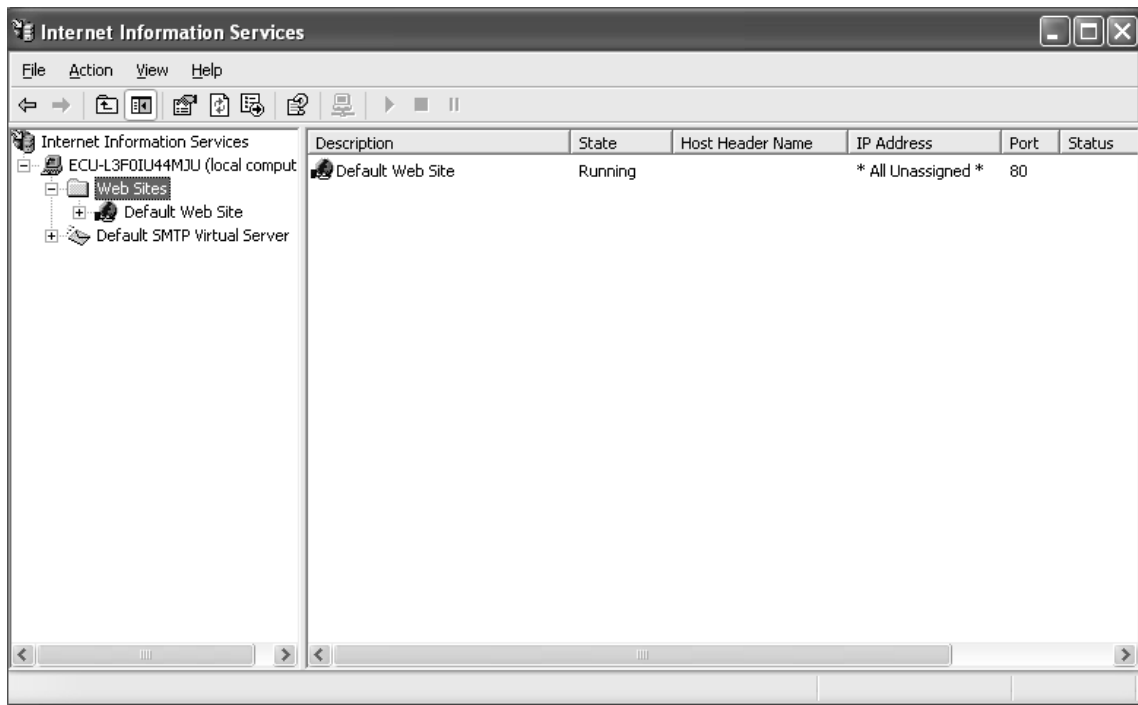 Internet Information Services
File Action View Help
Internet Information Services
ECU-L3F0IU44MJU (local comput
Web Sites
Default Web Site
Default SMTP Virtual Server
Description State Host Header Name IP Address Port Status
Default Web Site Running * All Unassigned * 80